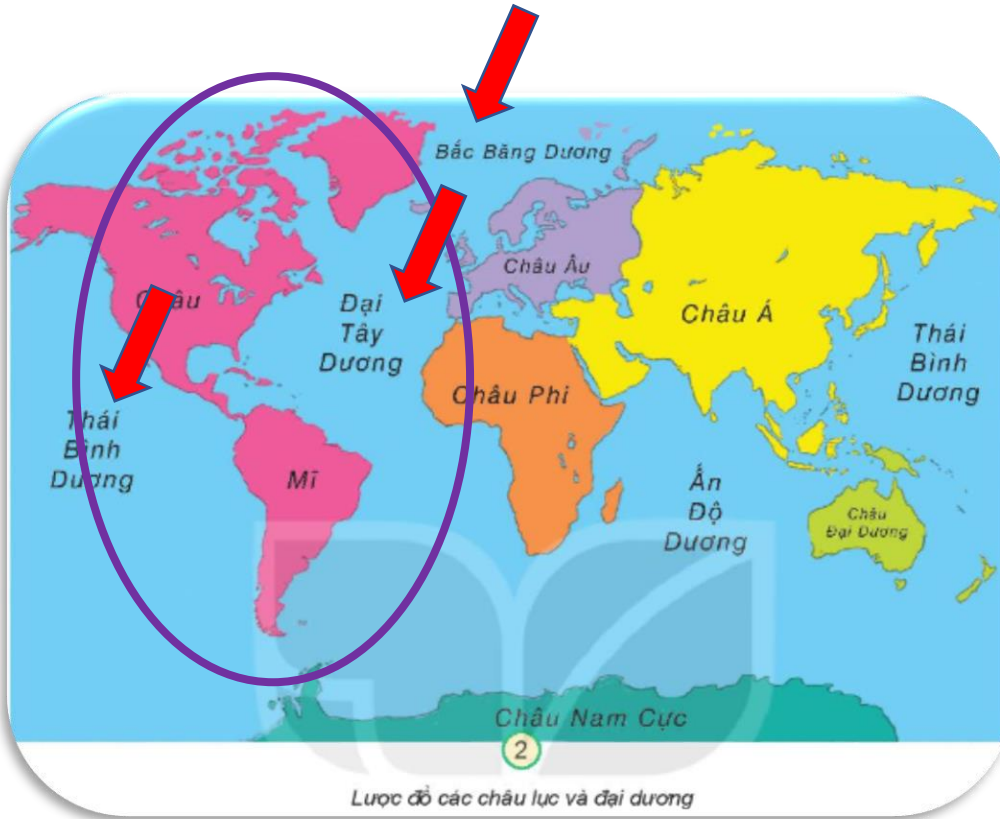 Bắc Băng Dương
Châu Âu
Châu
Đại
Tây
Dương
Châu Á
Thái
Bình
Dương
Châu Phi
Thái
Bình
Dương
Mĩ
Ấn
Độ
Dương
Châu
Đại Dương
Châu Nam Cực
2
Lược đồ các châu lục và đại dương